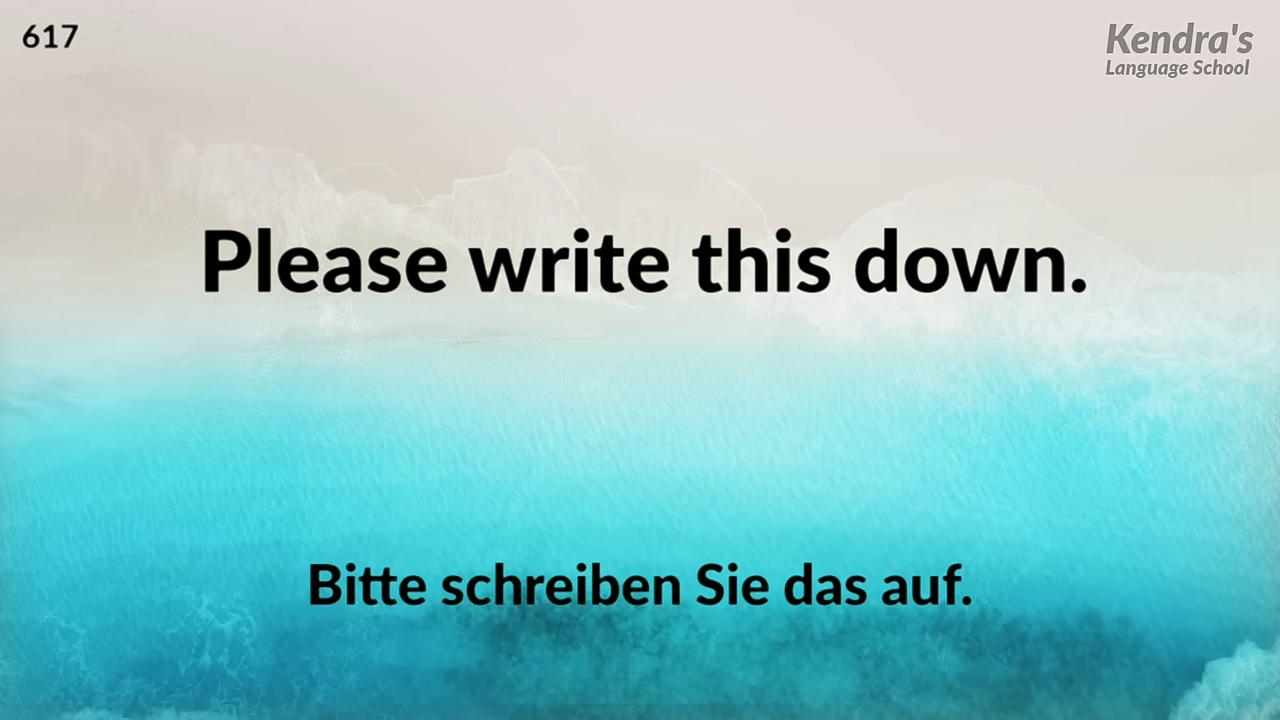 617
Kendra's
Language School
Please write this down.
Bitte schreiben Sie das auf.